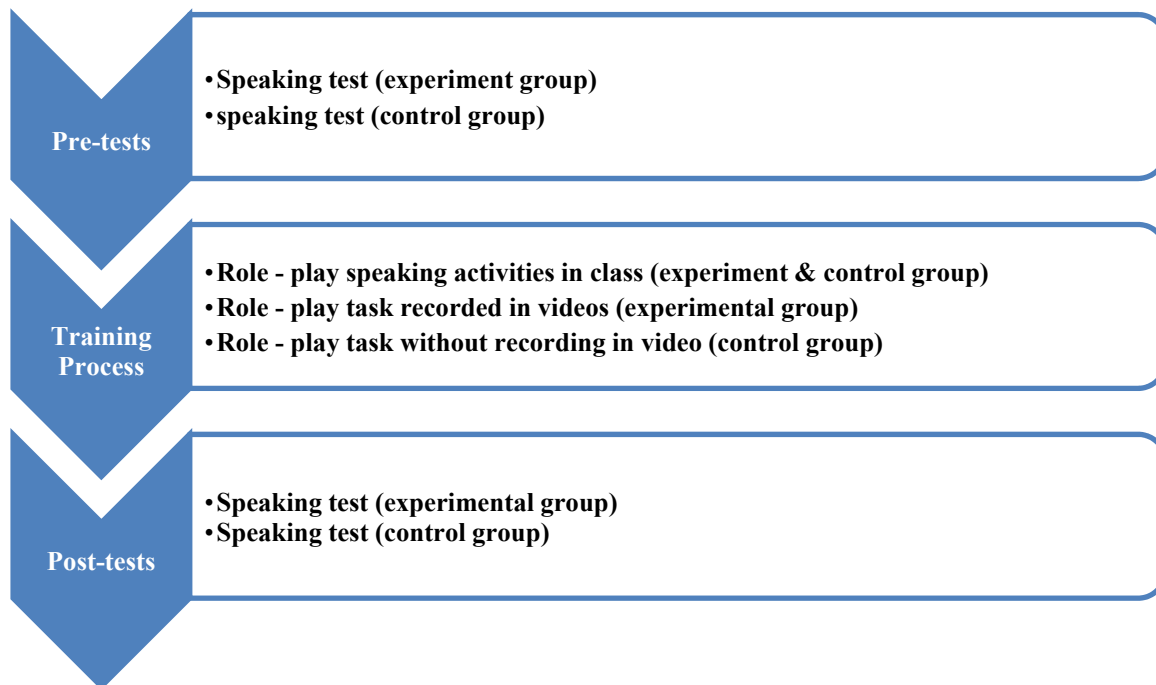 Pre-tests
•Speaking test (experiment group)
•speaking test (control group)
Training
Process
•Role - play speaking activities in class (experiment & control group)
•Role - play task recorded in videos (experimental group)
•Role - play task without recording in video (control group)
Post-tests
•Speaking test (experimental group)
•Speaking test (control group)